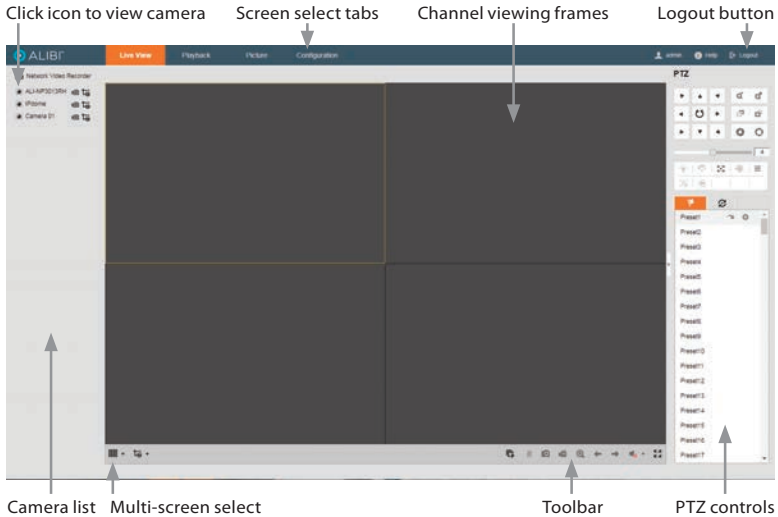 Click icon to view camera Screen select tabs Channel viewing frames Logout button
ALIBI Live View Playback Picture Configuration admin Help Logout
Network Video Recorder PTZ
IPdome
Camera 01
4
Preset1
Preset2
Preset3
Preset4
Preset5
Preset6
Preset7
Preset8
Preset9
Preset10
Preset11
Preset12
Preset13
Preset14
Preset15
Preset16
Preset17
Camera list Multi-screen select Toolbar PTZ controls